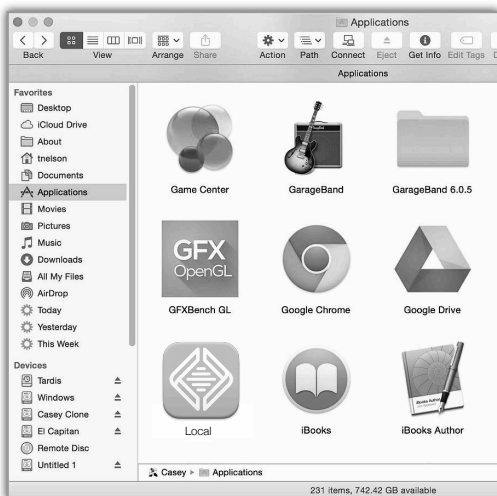 Applications
Back View Arrange Share Action Path Connect Eject Get Info Edit Tags
Applications
Favorites
Desktop
iCloud Drive
About
tnelson
Documents
Applications
Movies
Pictures
Music
Downloads
All My Files
AirDrop
Today
Yesterday
This Week
Devices
Tardis
Windows
Casey Clone
El Capitan
Remote Disc
Untitled 1
Game Center GarageBand GarageBand 6.0.5
GFX
OpenGL
GFXBench GL Google Chrome Google Drive
iBooks Author
Local iBooks iBooks Author
Casey Applications
231 items, 742.42 GB available